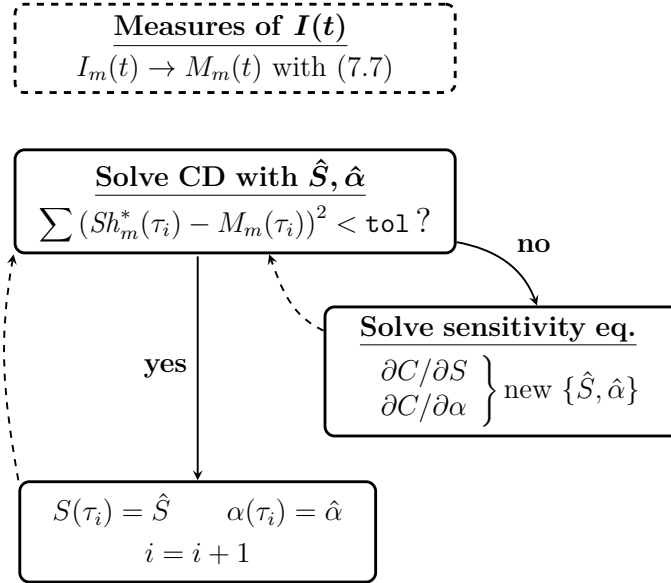 Measures of I(t)
I_m(t) → M_m(t) with (7.7)
Solve CD with Ŝ, α̂
∑ (Sh*_m(τ_i) − M_m(τ_i))² < tol ?
no
Solve sensitivity eq.
∂C/∂S
∂C/∂α } new {Ŝ, α̂}
yes
S(τ_i) = Ŝ α(τ_i) = α̂
i = i + 1